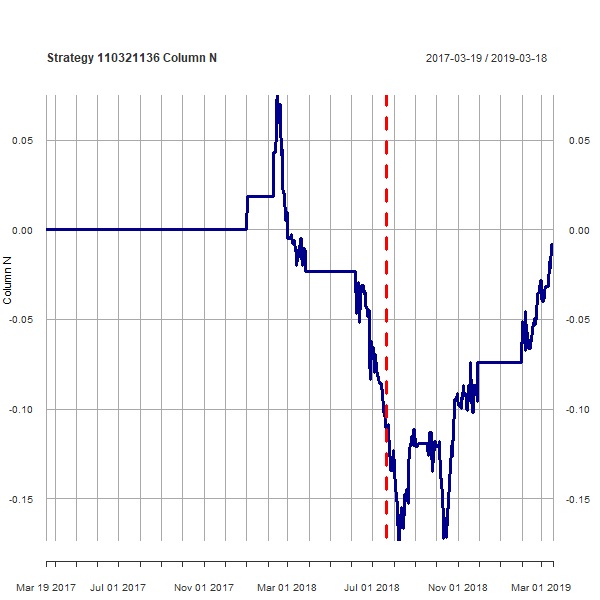 Strategy 110321136 Column N
2017-03-19 / 2019-03-18
0.05
0.05
0.00
0.00
-0.05
-0.05
-0.10
-0.10
-0.15
-0.15
Column N
Mar 19 2017
Jul 01 2017
Nov 01 2017
Mar 01 2018
Jul 01 2018
Nov 01 2018
Mar 01 2019